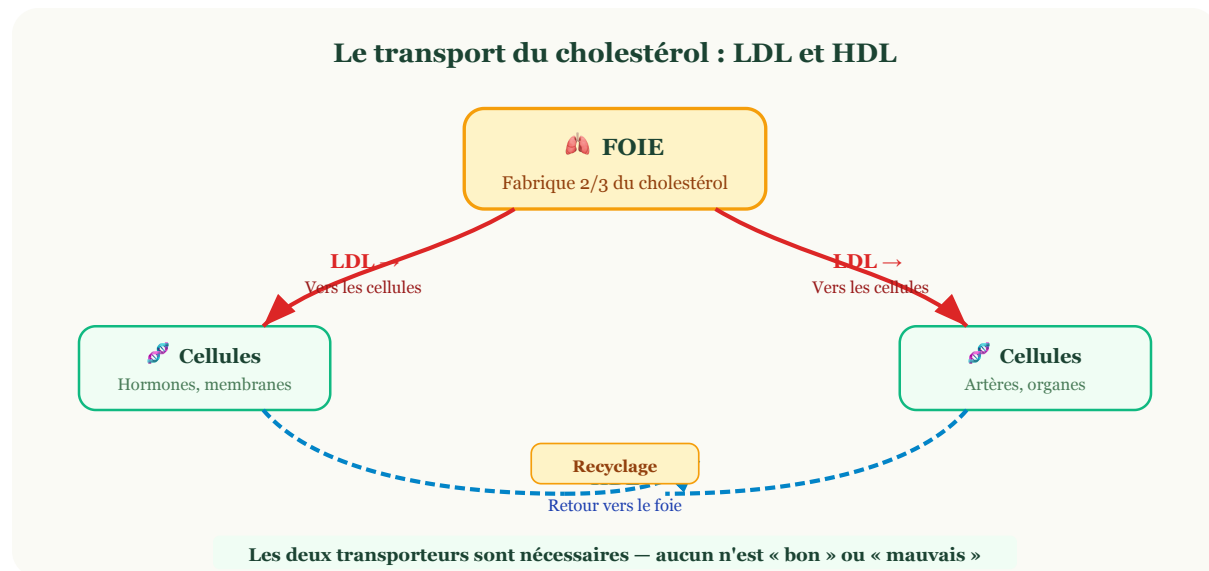 Le transport du cholestérol : LDL et HDL
FOIE
Fabrique 2/3 du cholestérol
LDL →
Vers les cellules
LDL →
Vers les cellules
Cellules
Hormones, membranes
Cellules
Artères, organes
Recyclage
Retour vers le foie
Les deux transporteurs sont nécessaires — aucun n'est « bon » ou « mauvais »